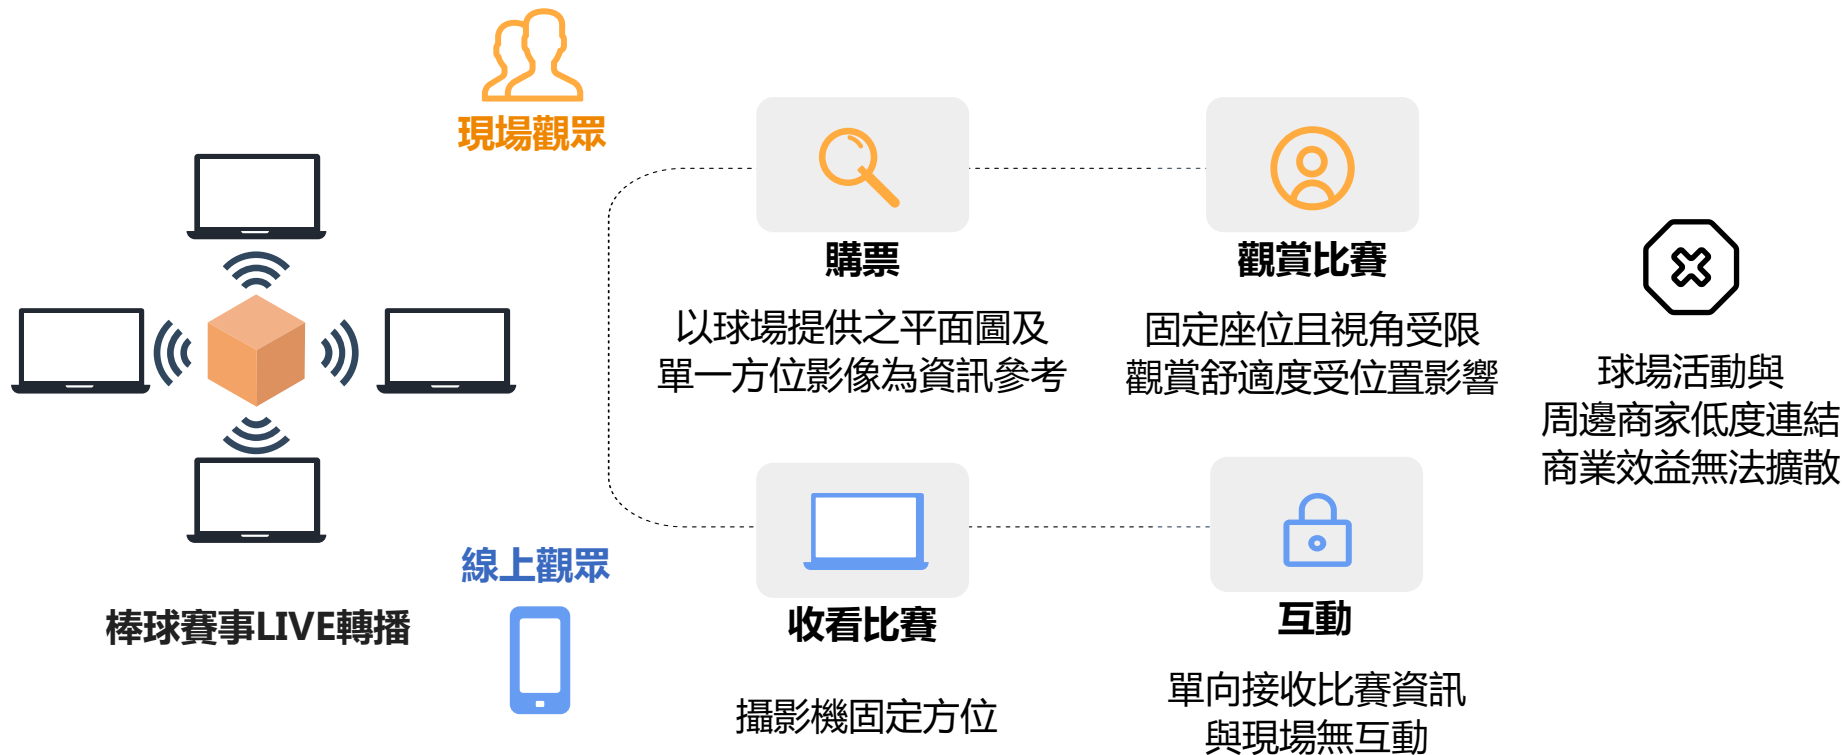 現場觀眾
購票
以球場提供之平面圖及
單一方位影像為資訊參考
觀賞比賽
固定座位且視角受限
觀賞舒適度受位置影響
球場活動與
周邊商家低度連結
商業效益無法擴散
棒球賽事LIVE轉播
線上觀眾
收看比賽
攝影機固定方位
互動
單向接收比賽資訊
與現場無互動